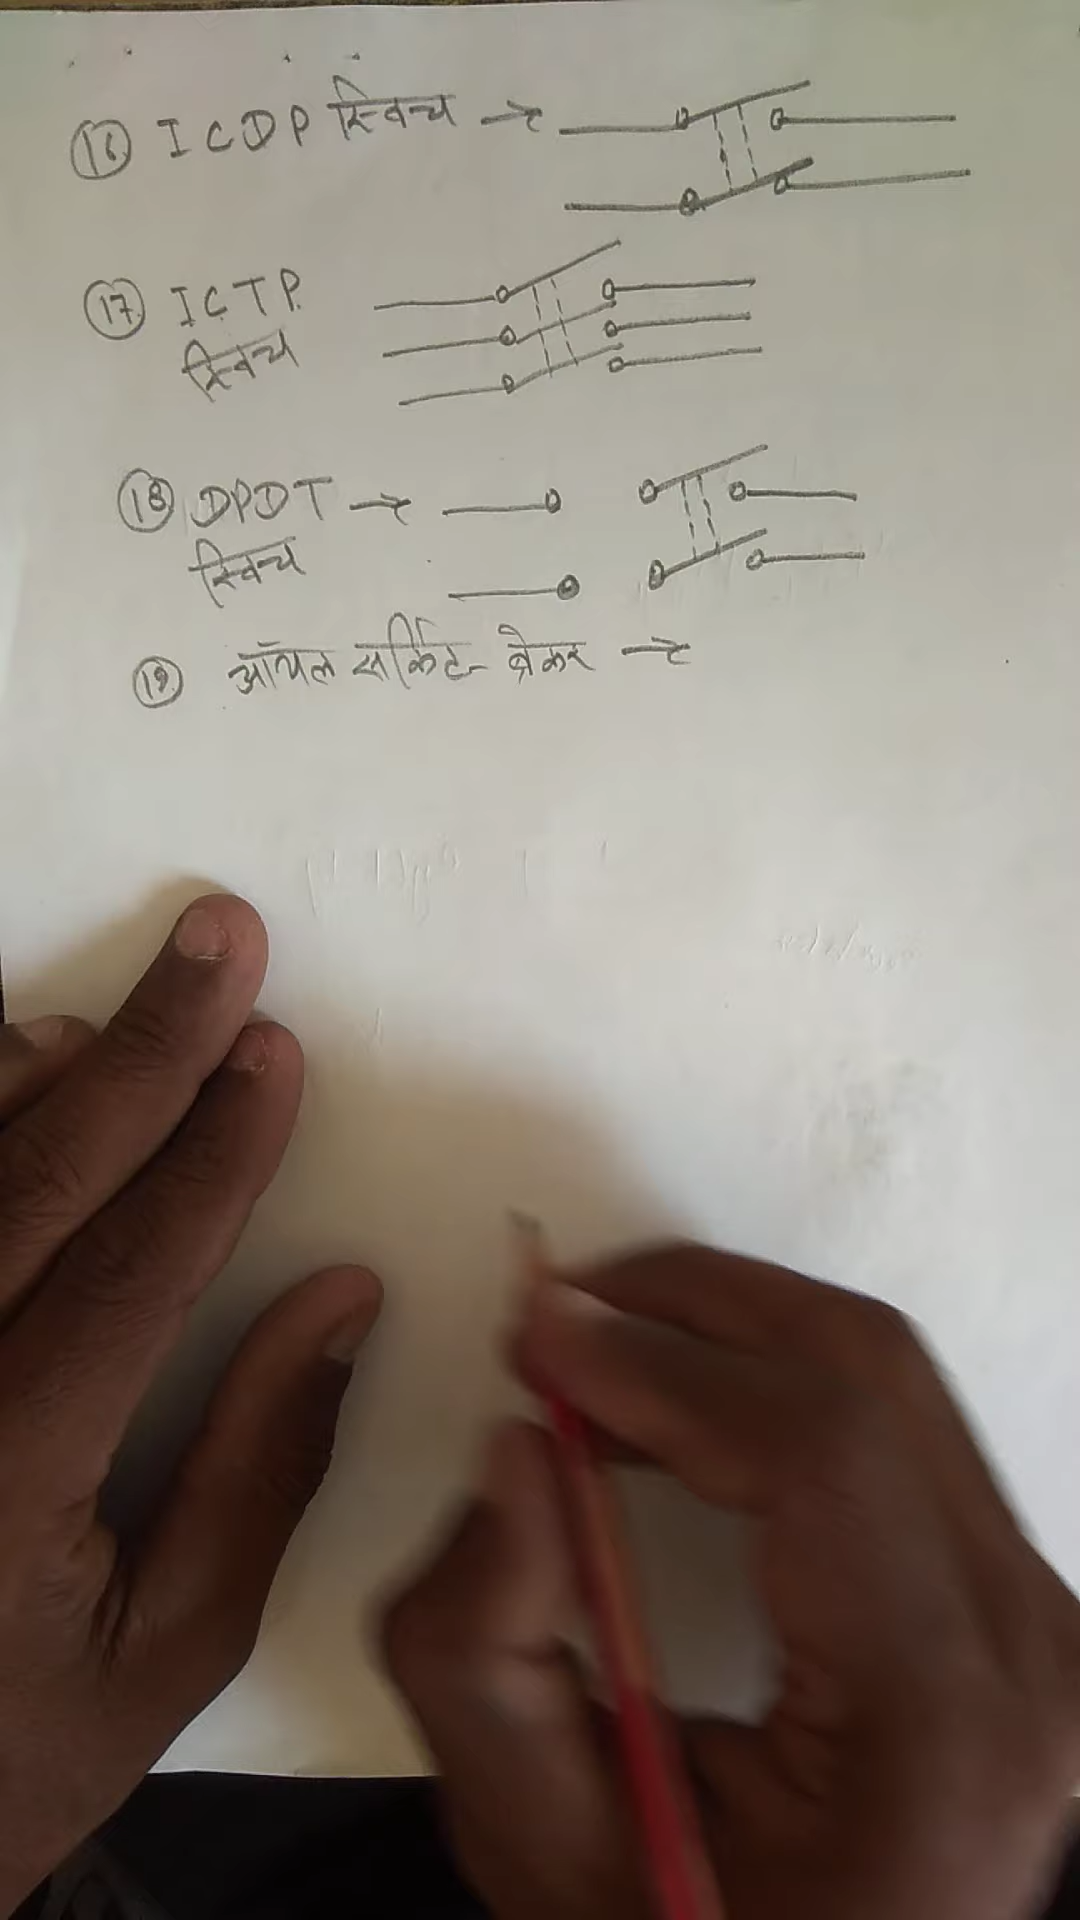 16 ICDP स्विच →
17. ICTP.
स्विच
18 DPDT →
स्विच
19. ऑयल सर्किट- ब्रेकर →